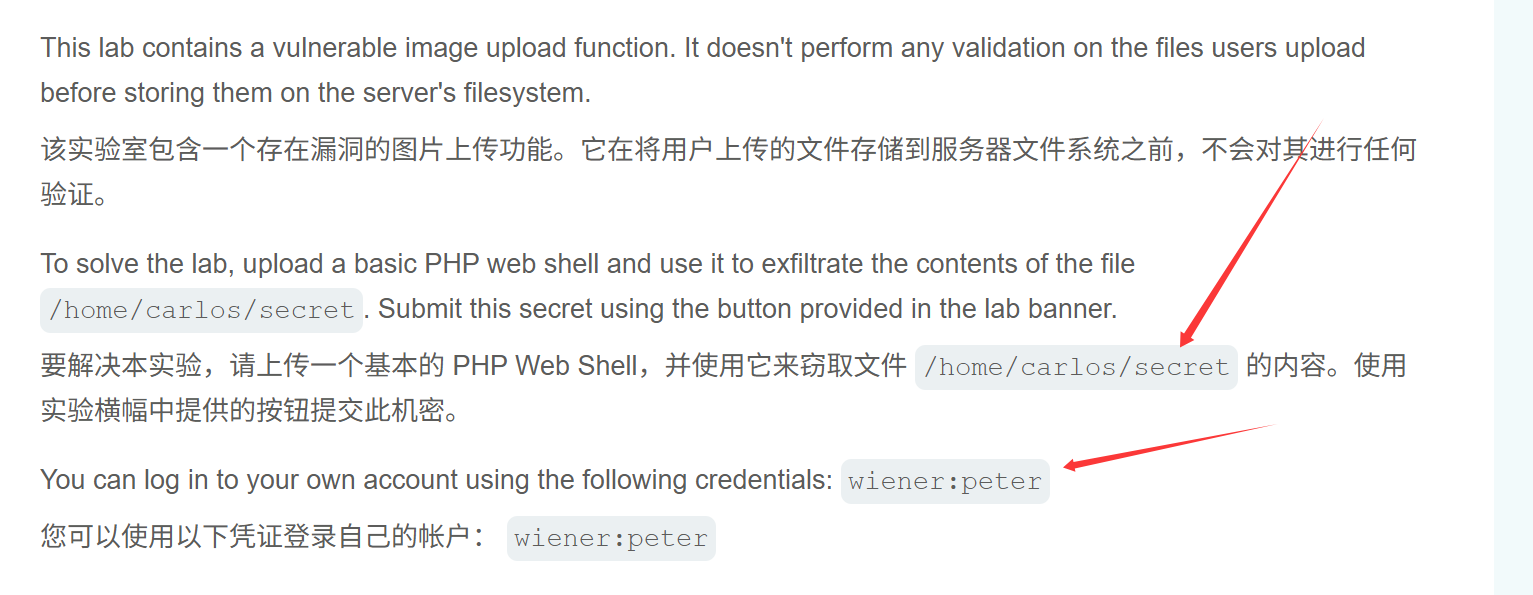 This lab contains a vulnerable image upload function. It doesn't perform any validation on the files users upload
before storing them on the server's filesystem.
该实验室包含一个存在漏洞的图片上传功能。它在将用户上传的文件存储到服务器文件系统之前，不会对其进行任何
验证。
To solve the lab, upload a basic PHP web shell and use it to exfiltrate the contents of the file
/home/carlos/secret. Submit this secret using the button provided in the lab banner.
要解决本实验，请上传一个基本的 PHP Web Shell，并使用它来窃取文件 /home/carlos/secret 的内容。使用
实验横幅中提供的按钮提交此机密。
You can log in to your own account using the following credentials: wiener:peter
您可以使用以下凭证登录自己的帐户： wiener:peter